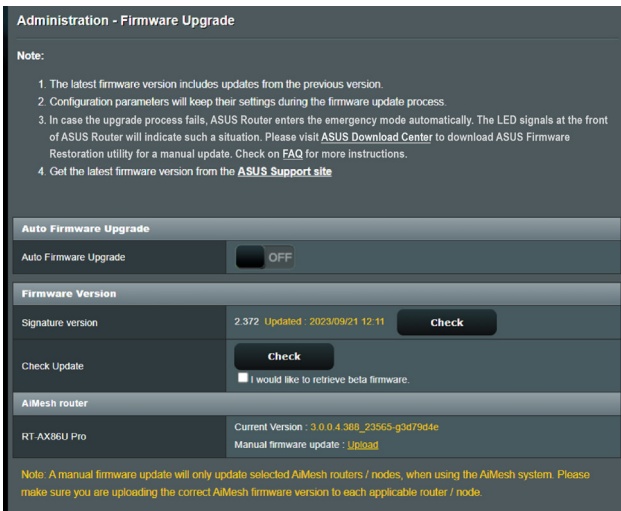 Administration - Firmware Upgrade
Note:
1. The latest firmware version includes updates from the previous version.
2. Configuration parameters will keep their settings during the firmware update process.
3. In case the upgrade process fails, ASUS Router enters the emergency mode automatically. The LED signals at the front
of ASUS Router will indicate such a situation. Please visit ASUS Download Center to download ASUS Firmware
Restoration utility for a manual update. Check on FAQ for more instructions.
4. Get the latest firmware version from the ASUS Support site
Auto Firmware Upgrade
Auto Firmware Upgrade OFF
Firmware Version
Signature version 2.372 Updated : 2023/09/21 12:11 Check
Check Update Check
I would like to retrieve beta firmware.
AiMesh router
RT-AX86U Pro
Current Version : 3.0.0.4.388_23565-g3d79d4e
Manual firmware update : Upload
Note: A manual firmware update will only update selected AiMesh routers / nodes, when using the AiMesh system. Please
make sure you are uploading the correct AiMesh firmware version to each applicable router / node.